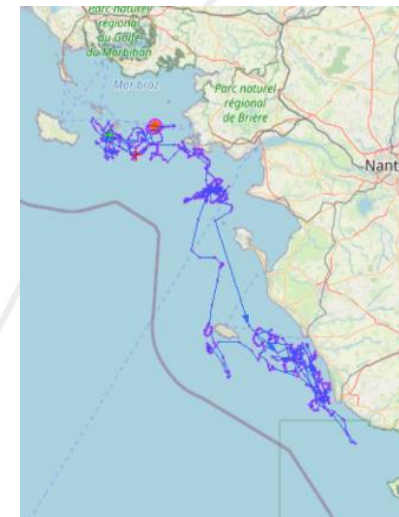 Parc naturel
régional
du Golfe
du Morbihan
Mor braz
Parc naturel
régional
de Brière
Nant